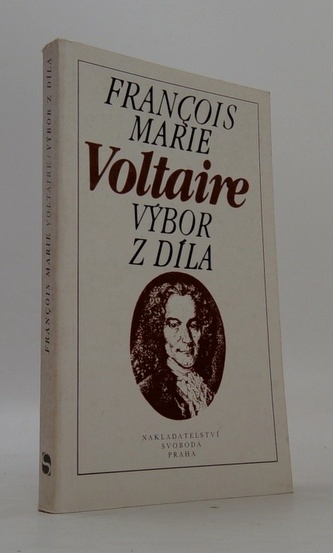 FRANÇOIS
MARIE
Voltaire
VÝBOR
Z DÍLA
NAKLADATELSTVÍ
SVOBODA
PRAHA
FRANÇOIS MARIE VOLTAIRE/VÝBOR Z DÍLA
S